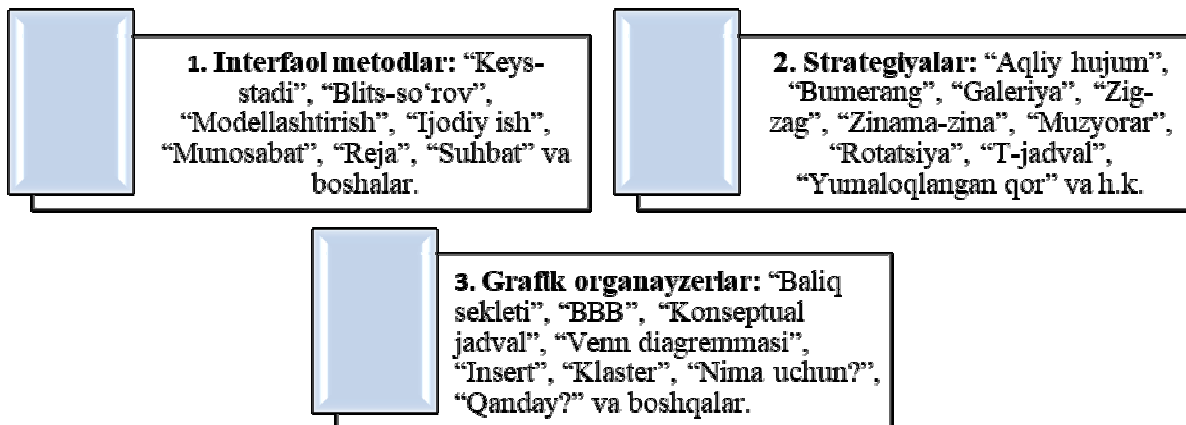 1. Interfaol metodlar: “Keys-
stadi”, “Blits-so‘rov”,
“Modellashtirish”, “Ijodiy ish”,
“Munosabat”, “Reja”, “Suhbat” va
boshalar.
2. Strategiyalar: “Aqliy hujum”,
“Bumerang”, “Galeriya”, “Zig-
zag”, “Zinama-zina”, “Muzyorar”,
“Rotatsiya”, “T-jadval”,
“Yumaloqlangan qor” va h.k.
3. Grafik organayzerlar: “Baliq
sekleti”, “BBB”, “Konseptual
jadval”, “Venn diagremmasi”,
“Insert”, “Klaster”, “Nima uchun?”,
“Qanday?” va boshqalar.